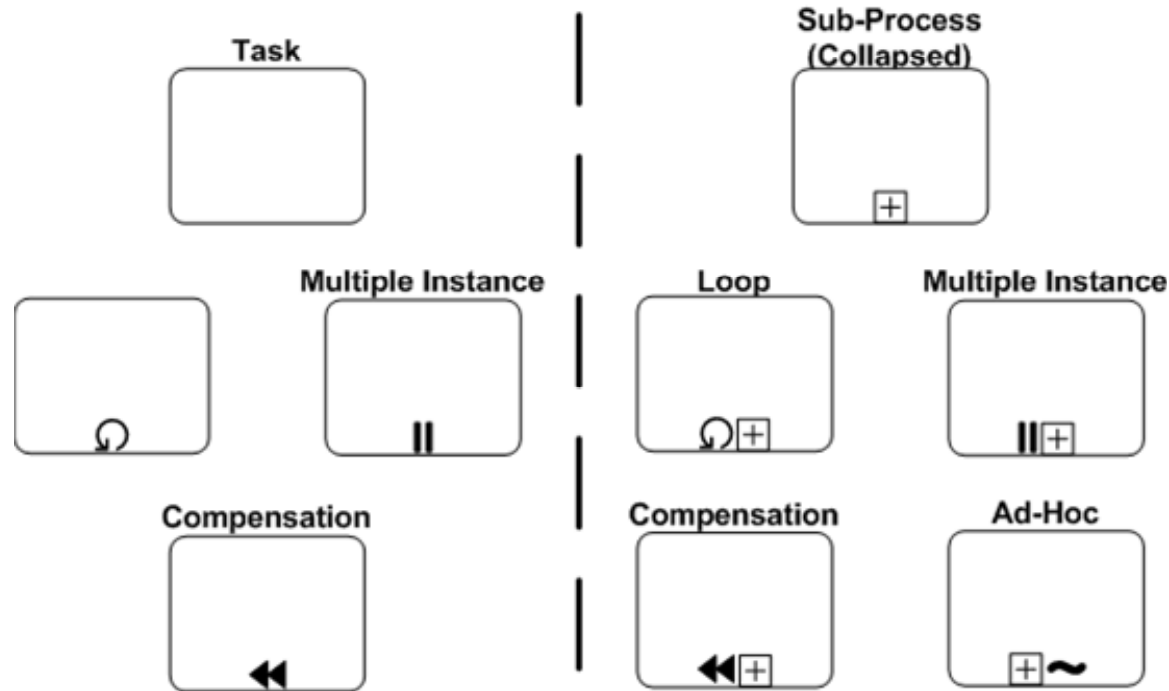 Task
Sub-Process
(Collapsed)
Multiple Instance
Loop
Multiple Instance
Compensation
Compensation
Ad-Hoc